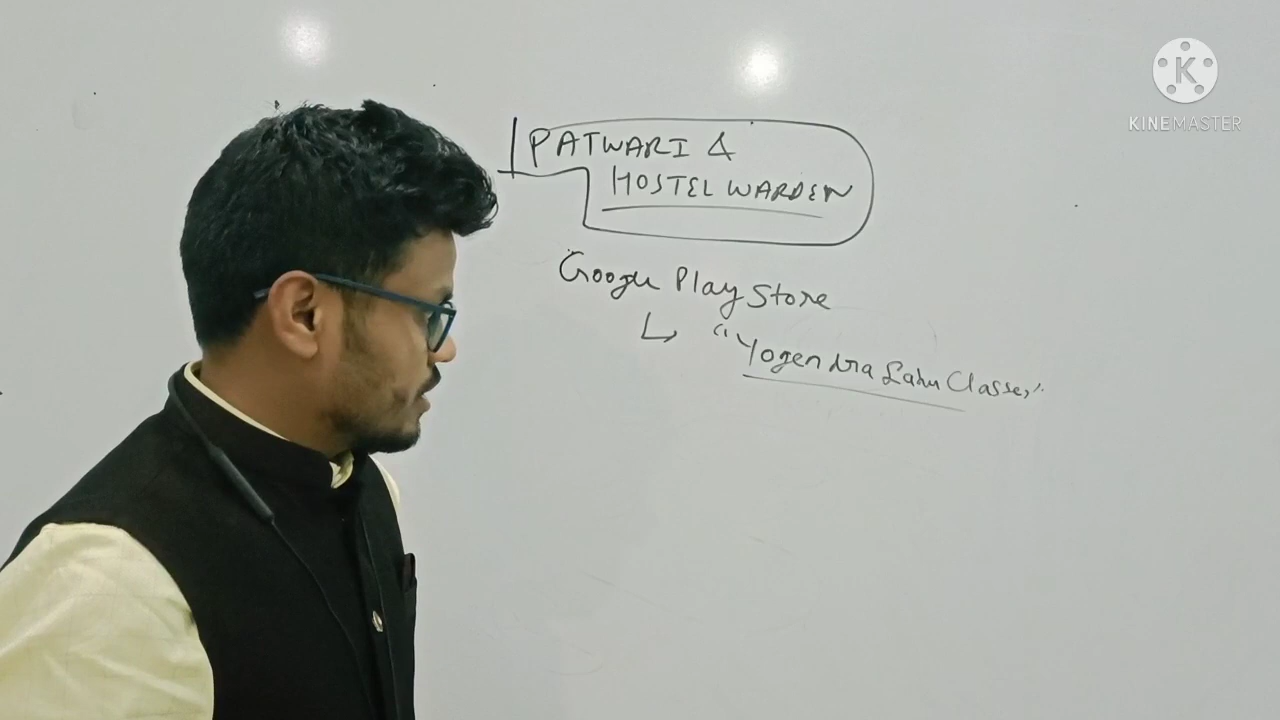 PATWARI &
HOSTEL WARDEN
Google Play Store
"Yogendra Sahu Classes"
K
KINEMASTER